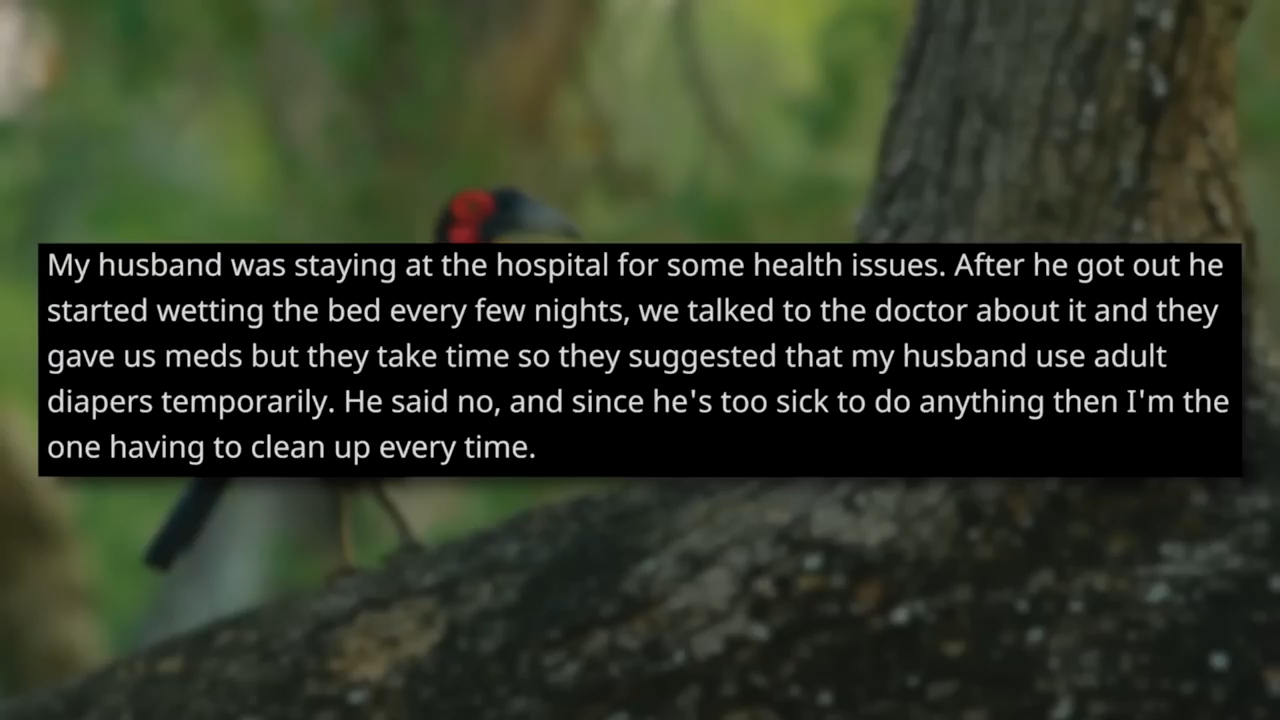 My husband was staying at the hospital for some health issues. After he got out he
started wetting the bed every few nights, we talked to the doctor about it and they
gave us meds but they take time so they suggested that my husband use adult
diapers temporarily. He said no, and since he's too sick to do anything then I'm the
one having to clean up every time.